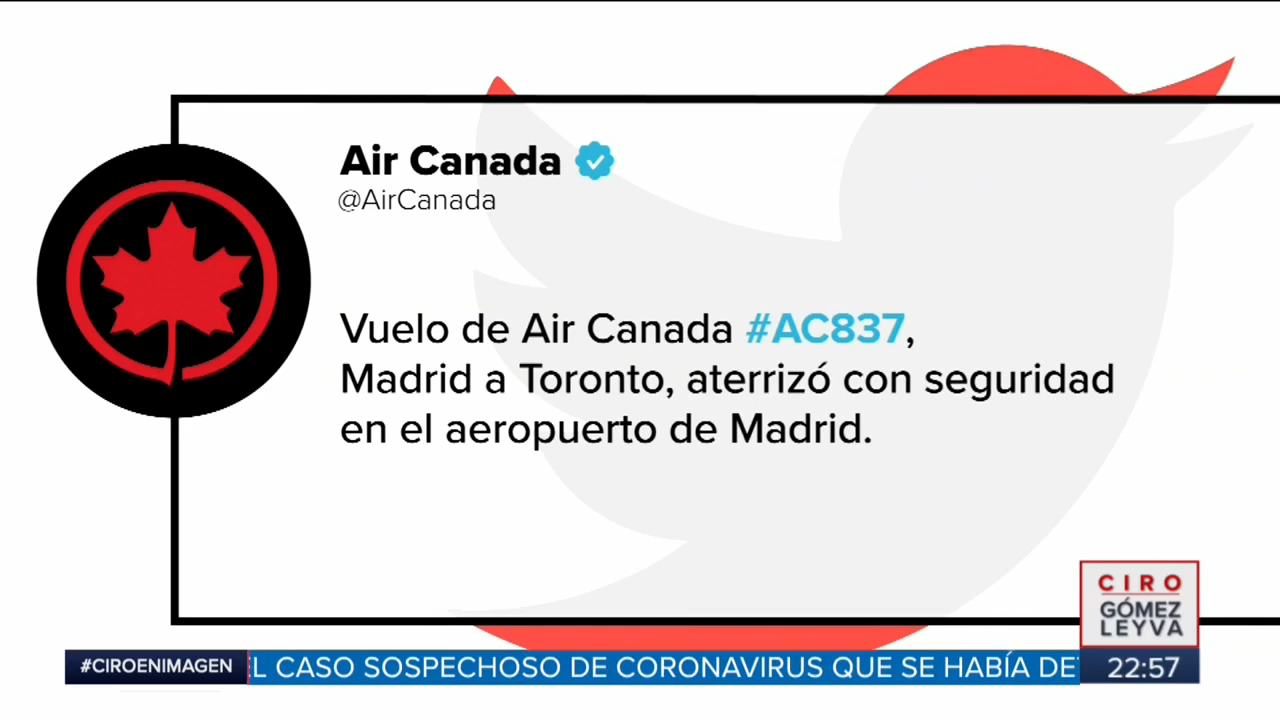 Air Canada
@AirCanada
Vuelo de Air Canada #AC837,
Madrid a Toronto, aterrizó con seguridad
en el aeropuerto de Madrid.
CIRO
GÓMEZ
LEYVA
#CIROENIMAGEN
EL CASO SOSPECHOSO DE CORONAVIRUS QUE SE HABÍA DE
22:57